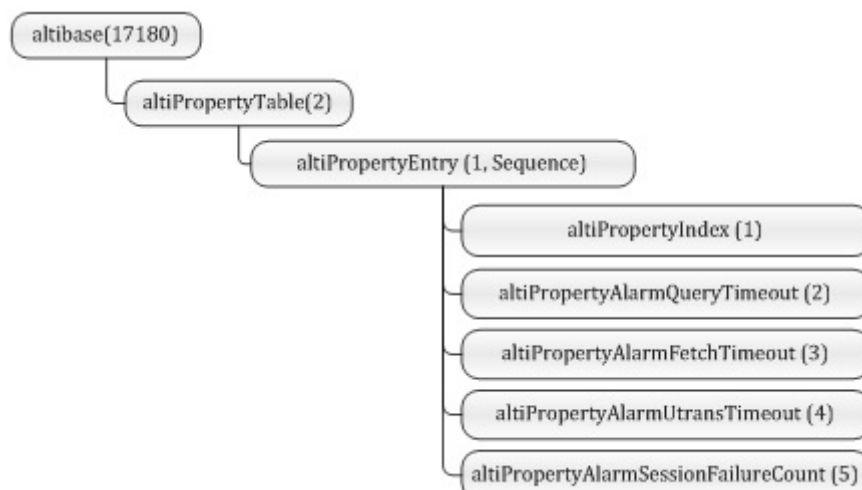 altibase(17180)
altiPropertyTable(2)
altiPropertyEntry (1, Sequence)
altiPropertyIndex (1)
altiPropertyAlarmQueryTimeout (2)
altiPropertyAlarmFetchTimeout (3)
altiPropertyAlarmUtransTimeout (4)
altiPropertyAlarmSessionFailureCount (5)